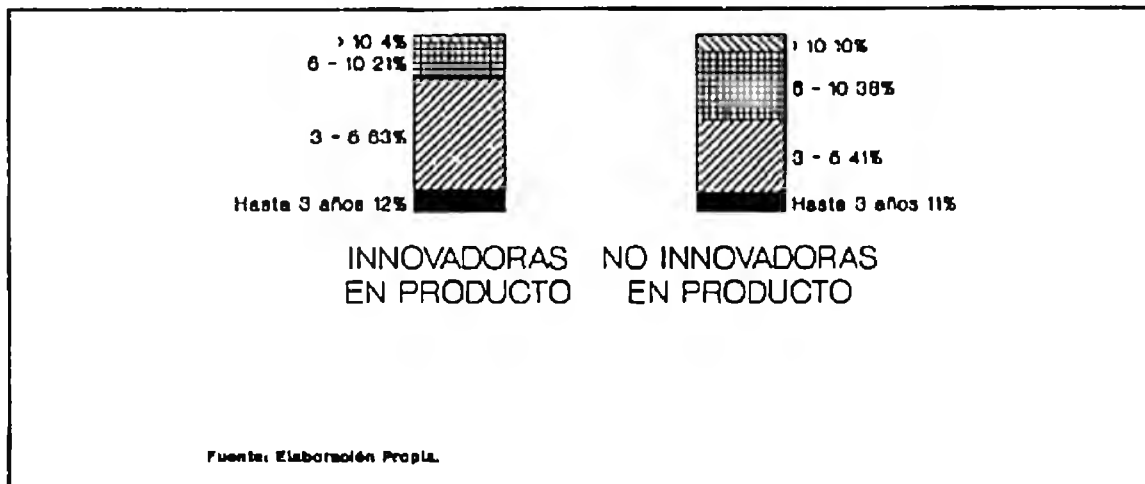 > 10 4%
6 - 10 21%
3 - 6 63%
Hasta 3 años 12%
> 10 10%
6 - 10 38%
3 - 6 41%
Hasta 3 años 11%
INNOVADORAS
EN PRODUCTO
NO INNOVADORAS
EN PRODUCTO
Fuente: Elaboración Propia.